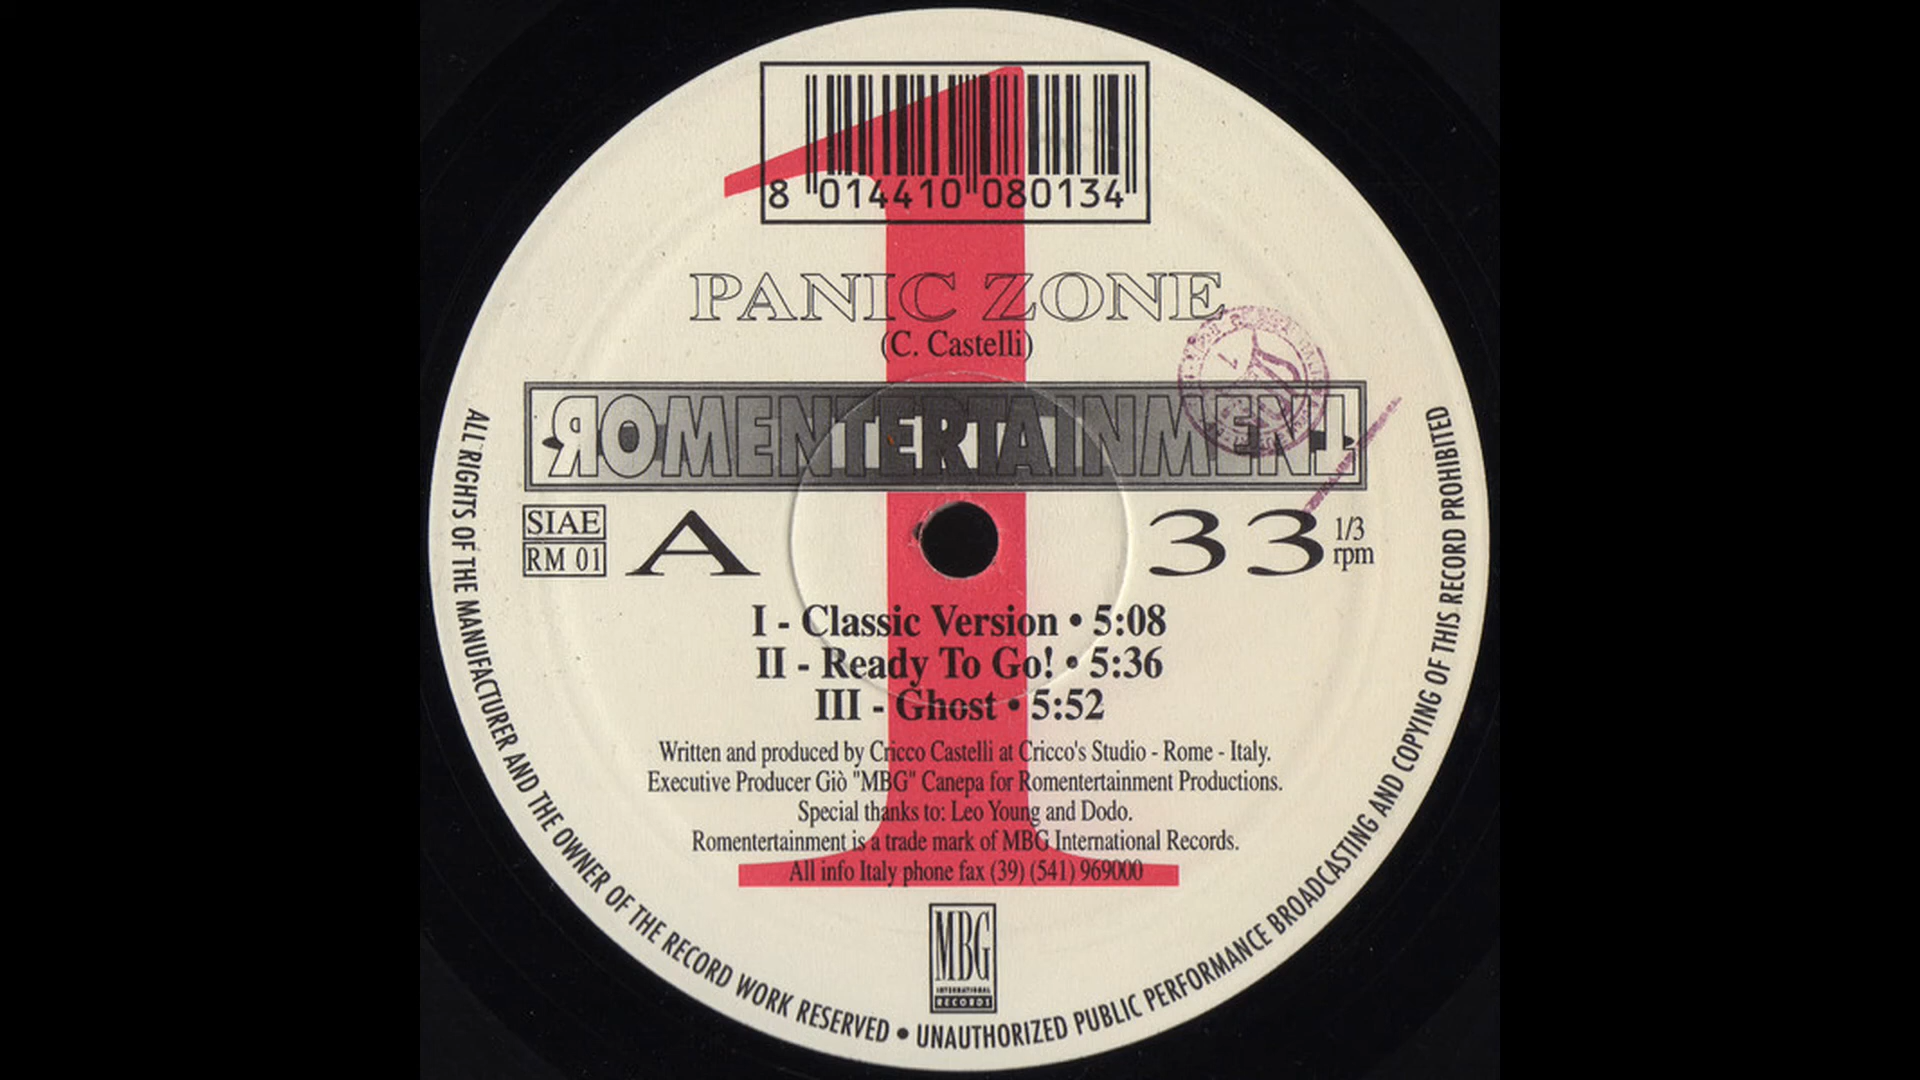 8 014410 080134
PANIC ZONE
(C. Castelli)
ROMENTERTAINMENT
SIAE
RM 01
A
33 1/3 rpm
I - Classic Version • 5:08
II - Ready To Go! • 5:36
III - Ghost • 5:52
Written and produced by Cricco Castelli at Cricco's Studio - Rome - Italy.
Executive Producer Giò "MBG" Canepa for Romentertainment Productions.
Special thanks to: Leo Young and Dodo.
Romentertainment is a trade mark of MBG International Records.
All info Italy phone fax (39) (541) 969000
MBG
INTERNATIONAL
RECORDS
ALL RIGHTS OF THE MANUFACTURER AND THE OWNER OF THE RECORD WORK RESERVED • UNAUTHORIZED PUBLIC PERFORMANCE BROADCASTING AND COPYING OF THIS RECORD PROHIBITED